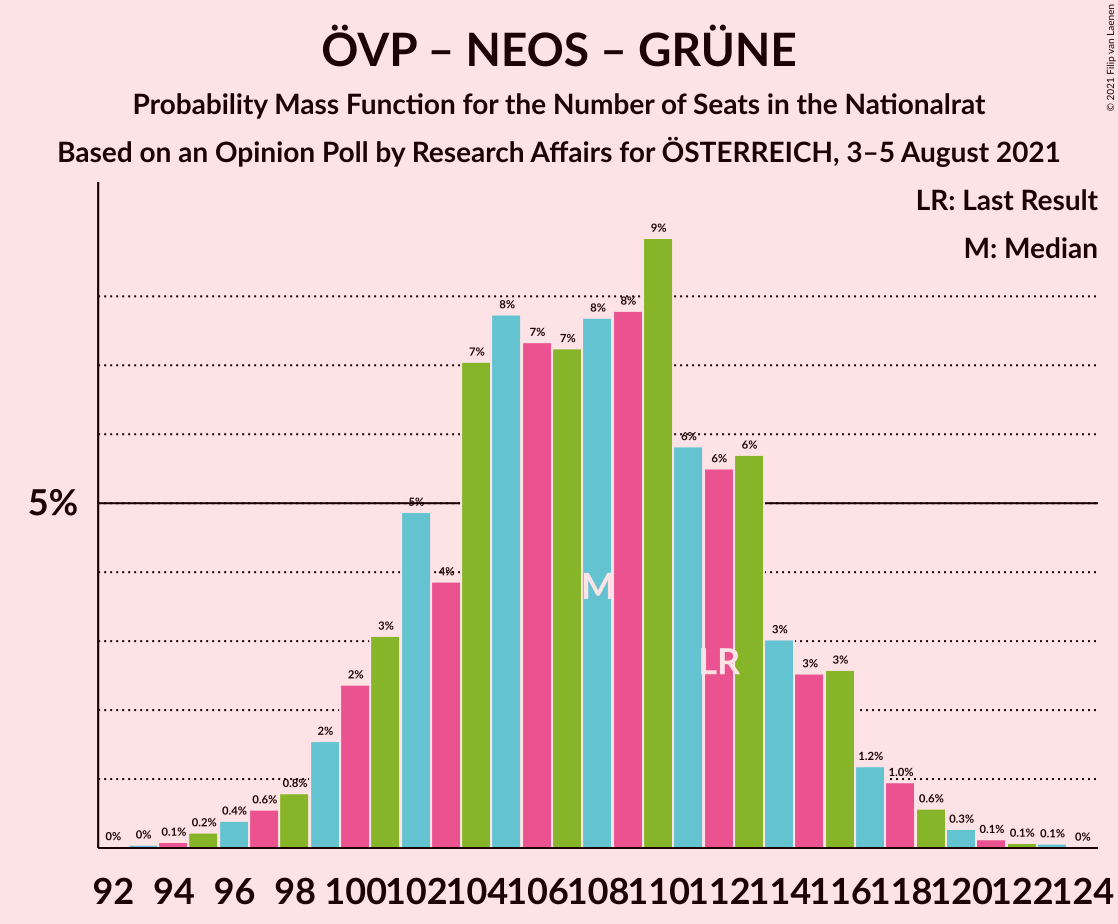 ÖVP – NEOS – GRÜNE
Probability Mass Function for the Number of Seats in the Nationalrat
Based on an Opinion Poll by Research Affairs for ÖSTERREICH, 3–5 August 2021
© 2021 Filip van Laenen
LR: Last Result
M: Median
5%
0% 0% 0.1% 0.2% 0.4% 0.6% 0.8% 2% 2% 3% 5% 4% 7% 8% 7% 7% 8% 8% 9% 6% 6% 6% 3% 3% 3% 1.2% 1.0% 0.6% 0.3% 0.1% 0.1% 0.1% 0%
M
LR
92 94 96 98 100 102 104 106 108 110 112 114 116 118 120 122 124